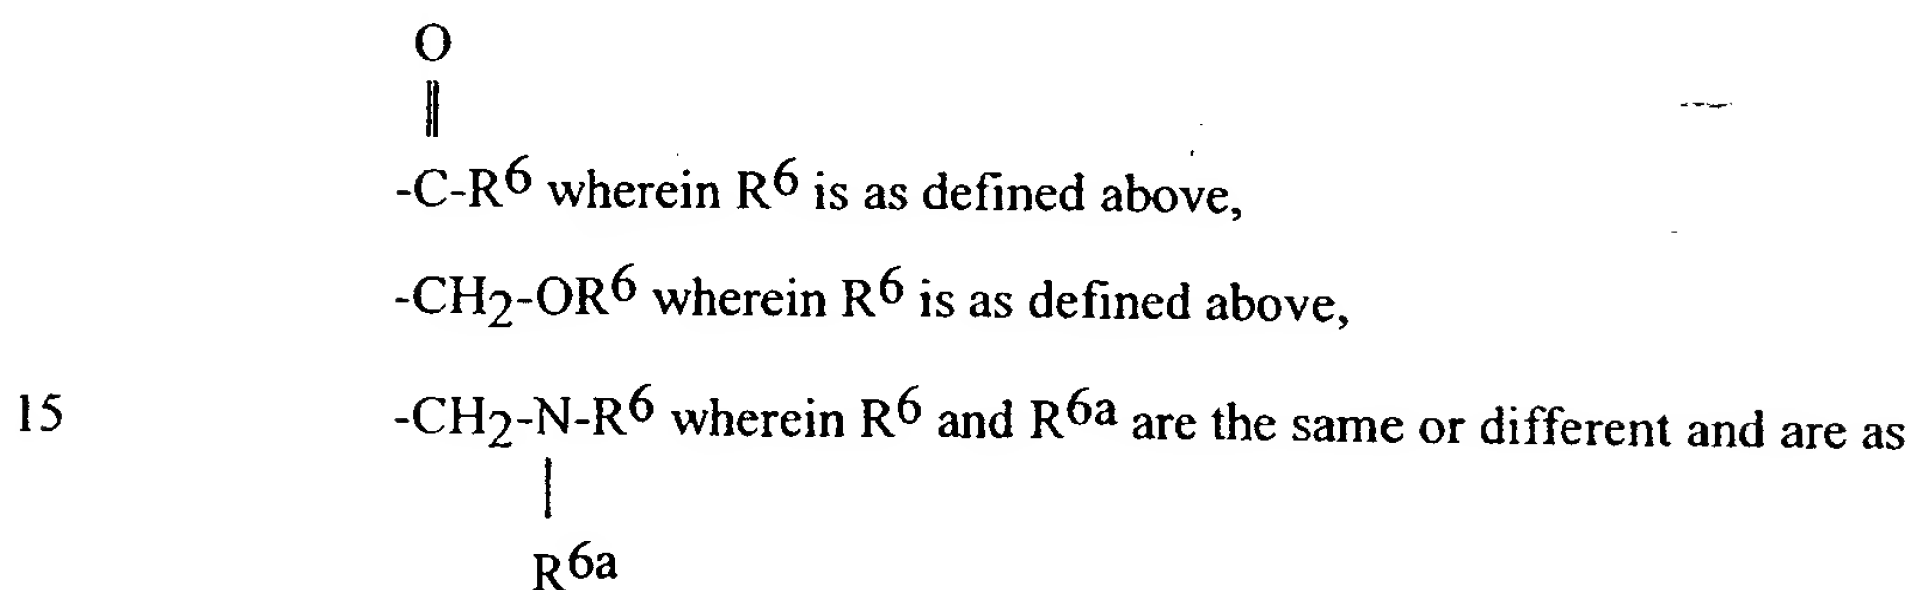 O
||
-C-R6 wherein R6 is as defined above,
-CH2-OR6 wherein R6 is as defined above,
15 -CH2-N-R6 wherein R6 and R6a are the same or different and are as
|
R6a